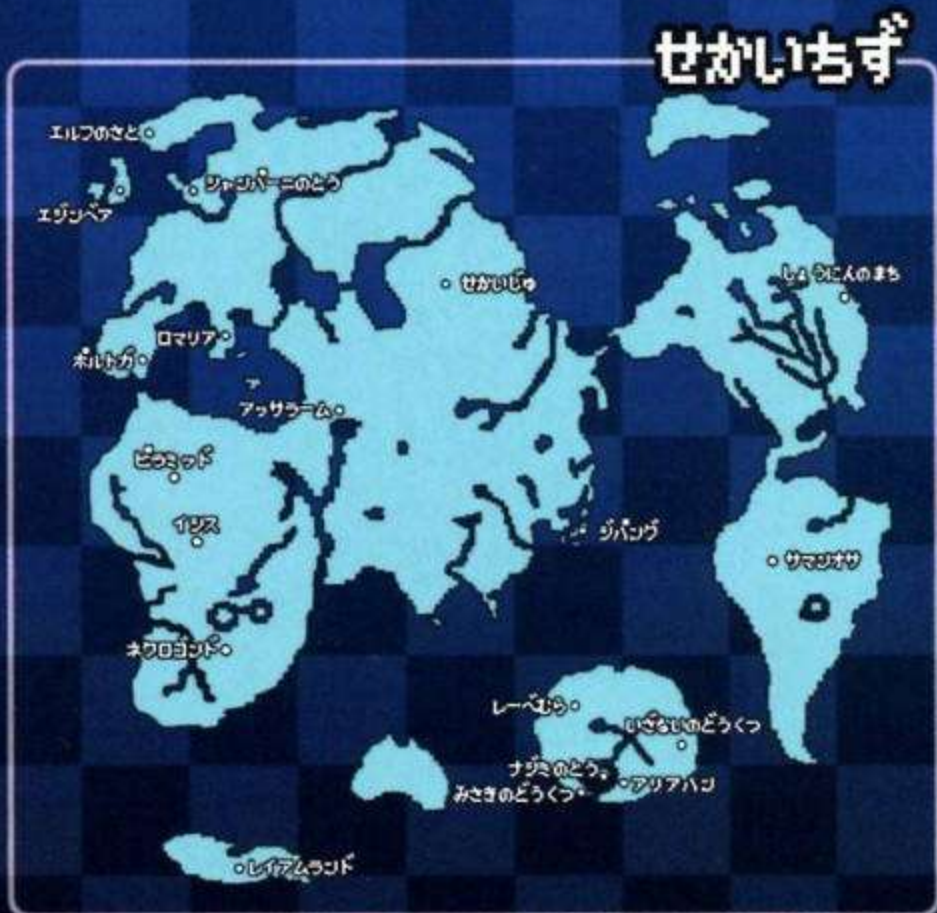 せかいちず
エルフのさと
シャンパーニのとう
エジンベア
せかいじゅ
しょうにんのまち
ロマリア
ポルトガ
アッサラーム
ピラミッド
イシス
ジパング
サマンオサ
ネクロゴンド
レーベむら
いざないのどうくつ
ナジミのとう
アリアハン
みさきのどうくつ
レイアムランド